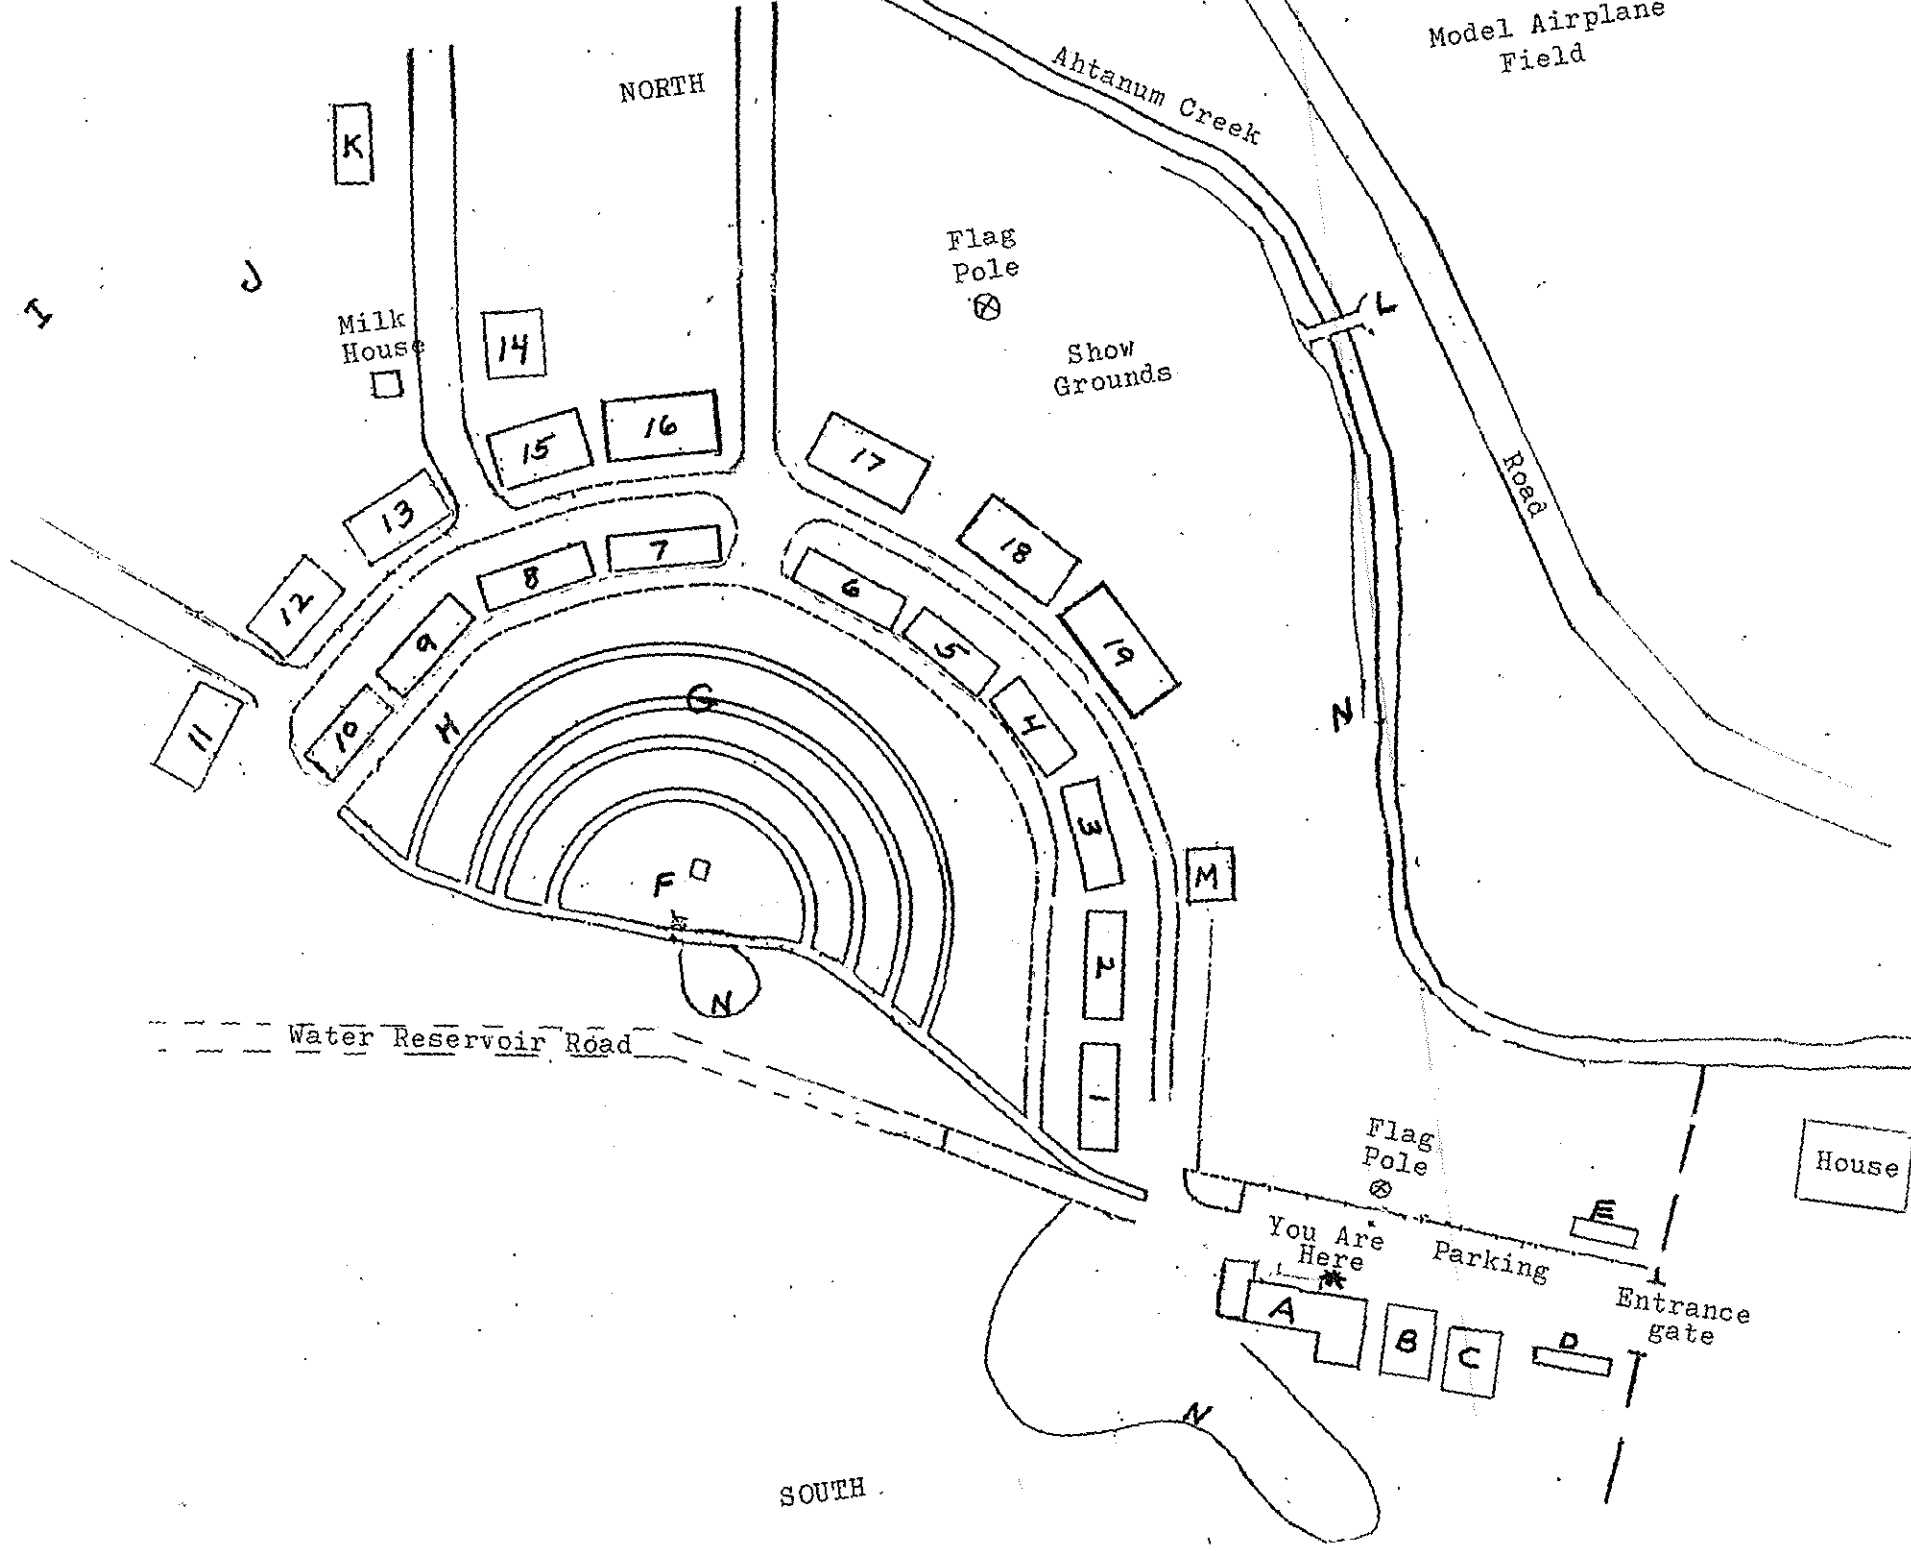 Model Airplane
Field
Ahtanum Creek
NORTH
K
Flag
Pole
J
I
L
Milk
House
14
Show
Grounds
16
15
17
Road
13
18
12
7
8
6
19
9
5
11
10
H
G
4
N
3
M
F
2
N
Water Reservoir Road
1
Flag
Pole
House
E
You Are
Here
Parking
Entrance
gate
A
B
C
D
N
SOUTH